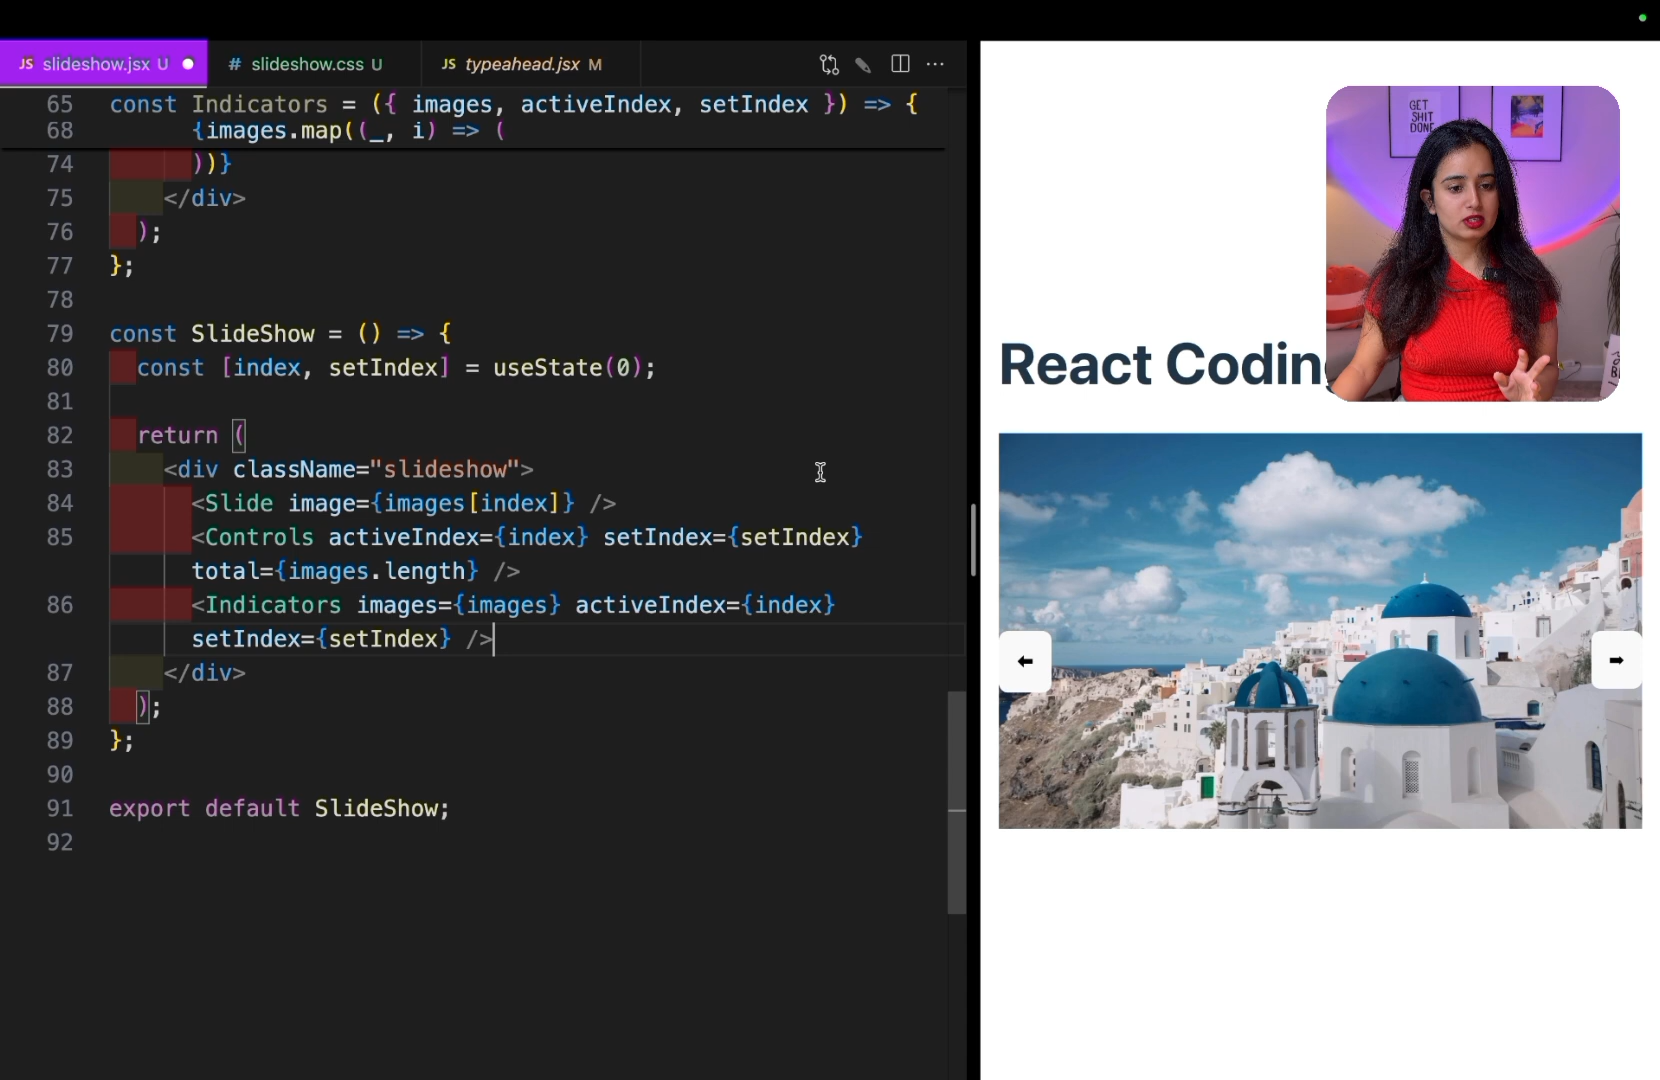 JS slideshow.jsx U
# slideshow.css U
JS typeahead.jsx M
65 const Indicators = ({ images, activeIndex, setIndex }) => {
68 {images.map((_, i) => (
74 ))}
75 </div>
76 );
77 };
78
79 const SlideShow = () => {
80 const [index, setIndex] = useState(0);
81
82 return (
83 <div className="slideshow">
84 <Slide image={images[index]} />
85 <Controls activeIndex={index} setIndex={setIndex}
total={images.length} />
86 <Indicators images={images} activeIndex={index}
setIndex={setIndex} />
87 </div>
88 );
89 };
90
91 export default SlideShow;
92
GET
SHIT
DONE
React Coding